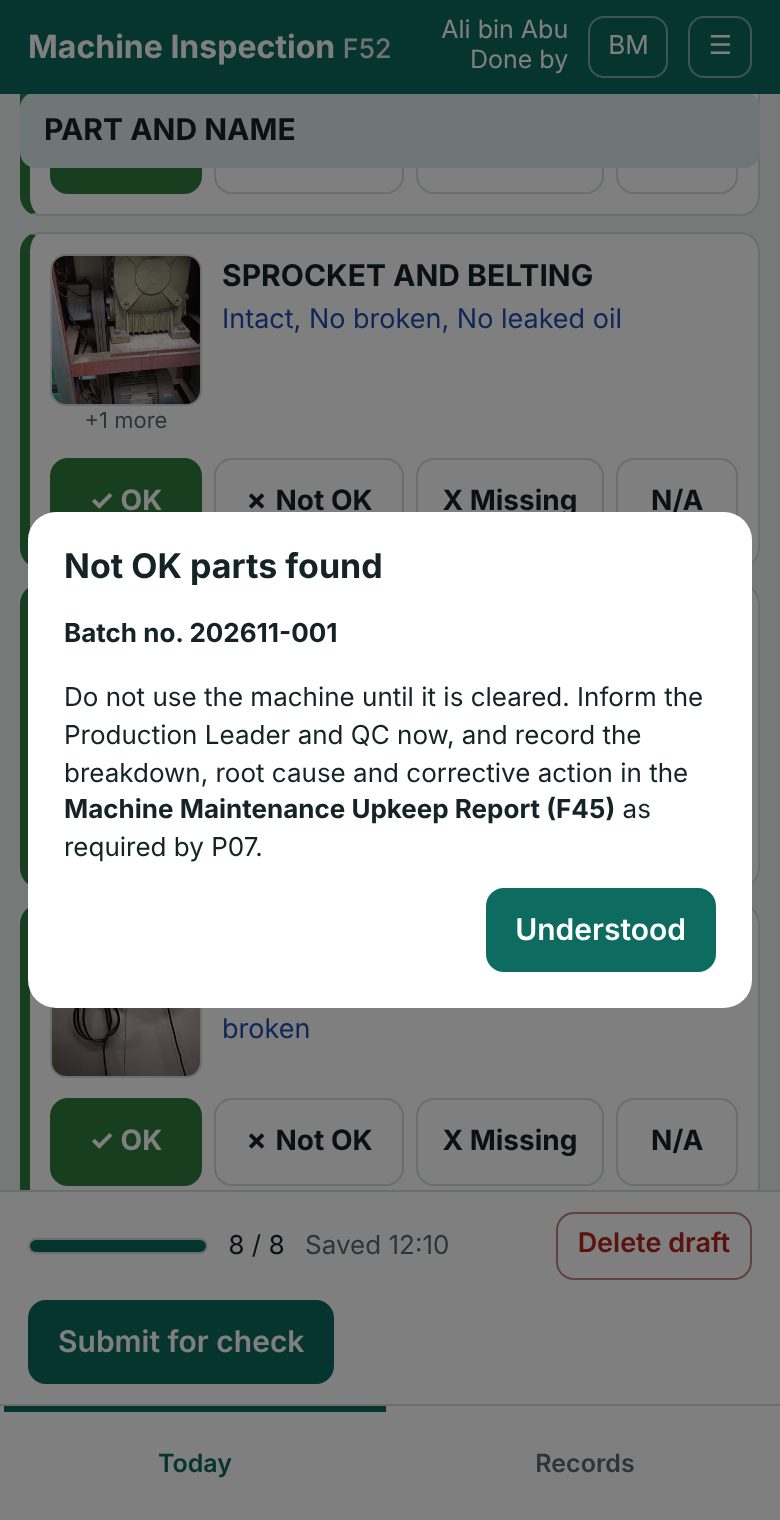 Machine Inspection F52
Ali bin Abu
Done by
BM
☰
PART AND NAME
SPROCKET AND BELTING
Intact, No broken, No leaked oil
+1 more
✓ OK
× Not OK
X Missing
N/A
Not OK parts found
Batch no. 202611-001
Do not use the machine until it is cleared. Inform the
Production Leader and QC now, and record the
breakdown, root cause and corrective action in the
Machine Maintenance Upkeep Report (F45) as
required by P07.
Understood
broken
✓ OK
× Not OK
X Missing
N/A
8 / 8
Saved 12:10
Delete draft
Submit for check
Today
Records